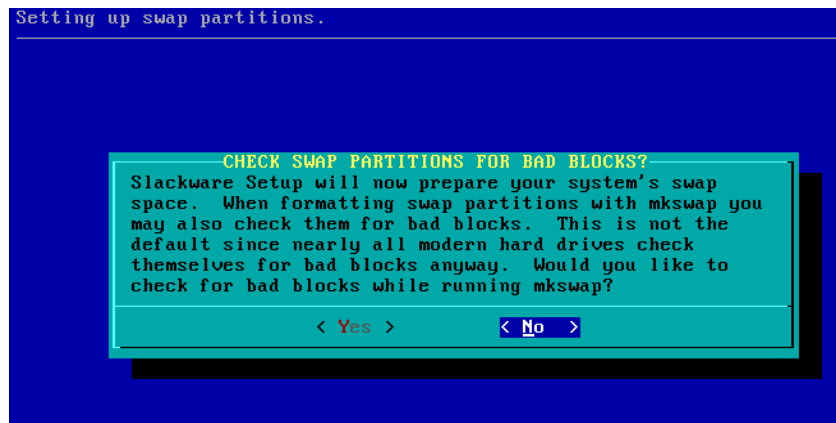 Setting up swap partitions.
CHECK SWAP PARTITIONS FOR BAD BLOCKS?
Slackware Setup will now prepare your system's swap
space.  When formatting swap partitions with mkswap you
may also check them for bad blocks.  This is not the
default since nearly all modern hard drives check
themselves for bad blocks anyway.  Would you like to
check for bad blocks while running mkswap?
< Yes > < No >